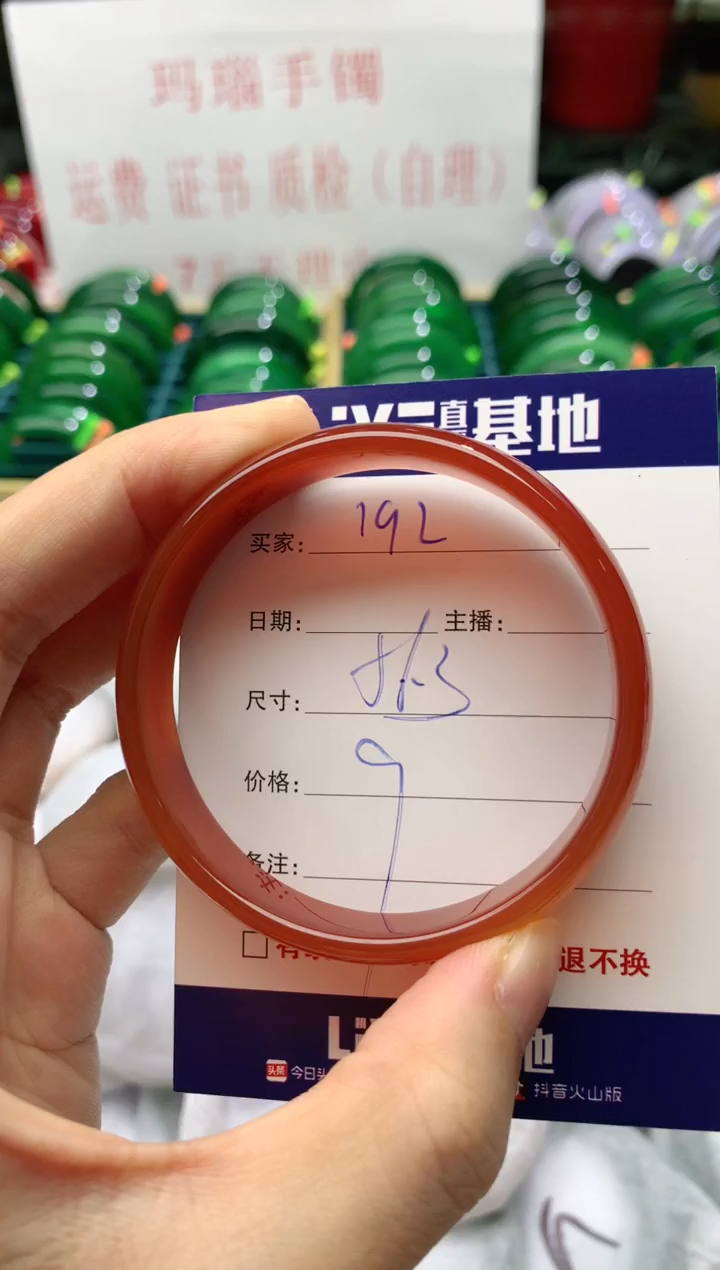 玛瑙手镯
运费 证书 质检（自理）
基地
买家: 192
日期: 主播:
尺寸:
价格: 9
备注:
退不换
今日头
抖音火山版